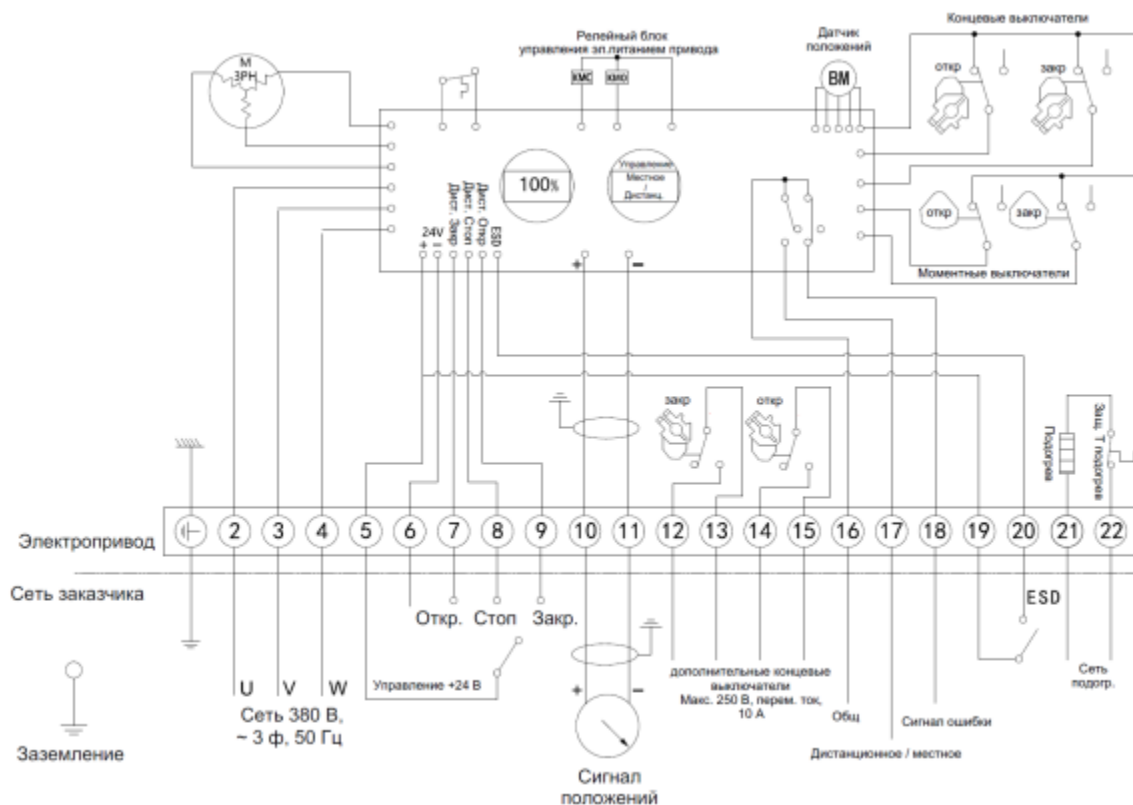 Концевые выключатели
Релейный блок
управления эл.питанием привода
Датчик
положений
М
3PH
КМС
КМО
ВМ
откр
закр
100%
Управление
Местное
/
Дистанц.
откр
закр
Моментные выключатели
24V
+ −
Дист. Закр
Дист. Стоп
Дист. Откр
ESD
+ −
закр
откр
Подогрев
Защ. Т подогрев
Электропривод
2 3 4 5 6 7 8 9 10 11 12 13 14 15 16 17 18 19 20 21 22
Сеть заказчика
Откр. Стоп Закр.
ESD
Управление +24 В
U V W
Сеть 380 В,
~ 3 ф, 50 Гц
+ −
дополнительные концевые
выключатели
Макс. 250 В, перем. ток,
10 А
Общ
Сигнал ошибки
Сеть
подогр.
Дистанционное / местное
Заземление
Сигнал
положений